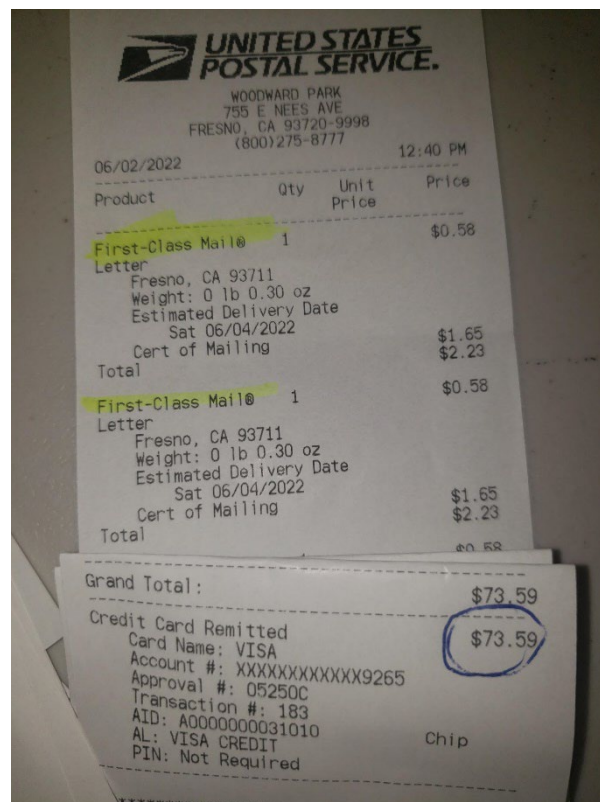 UNITED STATES
POSTAL SERVICE.
WOODWARD PARK
755 E NEES AVE
FRESNO, CA 93720-9998
(800)275-8777
06/02/2022 12:40 PM
Product Qty Unit Price
Price
First-Class Mail® 1 $0.58
Letter
Fresno, CA 93711
Weight: 0 lb 0.30 oz
Estimated Delivery Date
Sat 06/04/2022
Cert of Mailing $1.65
Total $2.23
First-Class Mail® 1 $0.58
Letter
Fresno, CA 93711
Weight: 0 lb 0.30 oz
Estimated Delivery Date
Sat 06/04/2022
Cert of Mailing $1.65
Total $2.23
$0.58
Grand Total: $73.59
Credit Card Remitted $73.59
Card Name: VISA
Account #: XXXXXXXXXXXX9265
Approval #: 05250C
Transaction #: 183
AID: A0000000031010 Chip
AL: VISA CREDIT
PIN: Not Required